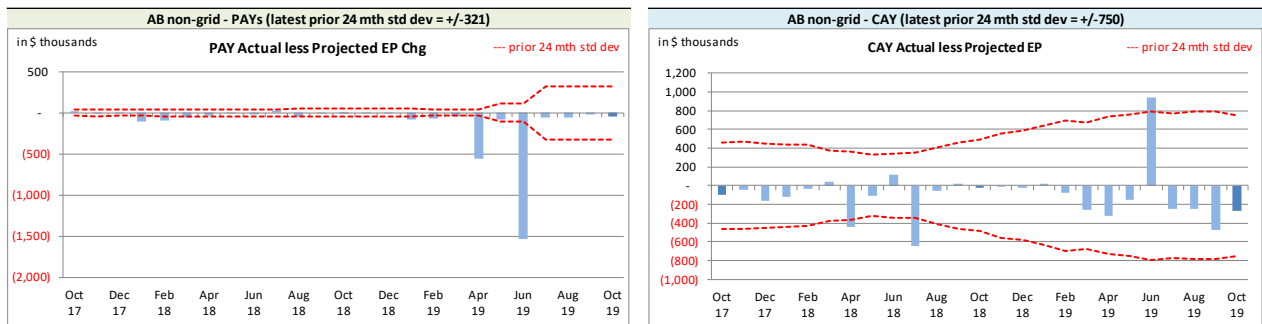 AB non-grid - PAYs (latest prior 24 mth std dev = +/-321)
in $ thousands
PAY Actual less Projected EP Chg
--- prior 24 mth std dev
500
-
(500)
(1,000)
(1,500)
(2,000)
Oct Dec Feb Apr Jun Aug Oct Dec Feb Apr Jun Aug Oct
17 17 18 18 18 18 18 18 19 19 19 19 19
AB non-grid - CAY (latest prior 24 mth std dev = +/-750)
in $ thousands
CAY Actual less Projected EP
--- prior 24 mth std dev
1,200
1,000
800
600
400
200
-
(200)
(400)
(600)
(800)
(1,000)
Oct Dec Feb Apr Jun Aug Oct Dec Feb Apr Jun Aug Oct
17 17 18 18 18 18 18 18 19 19 19 19 19